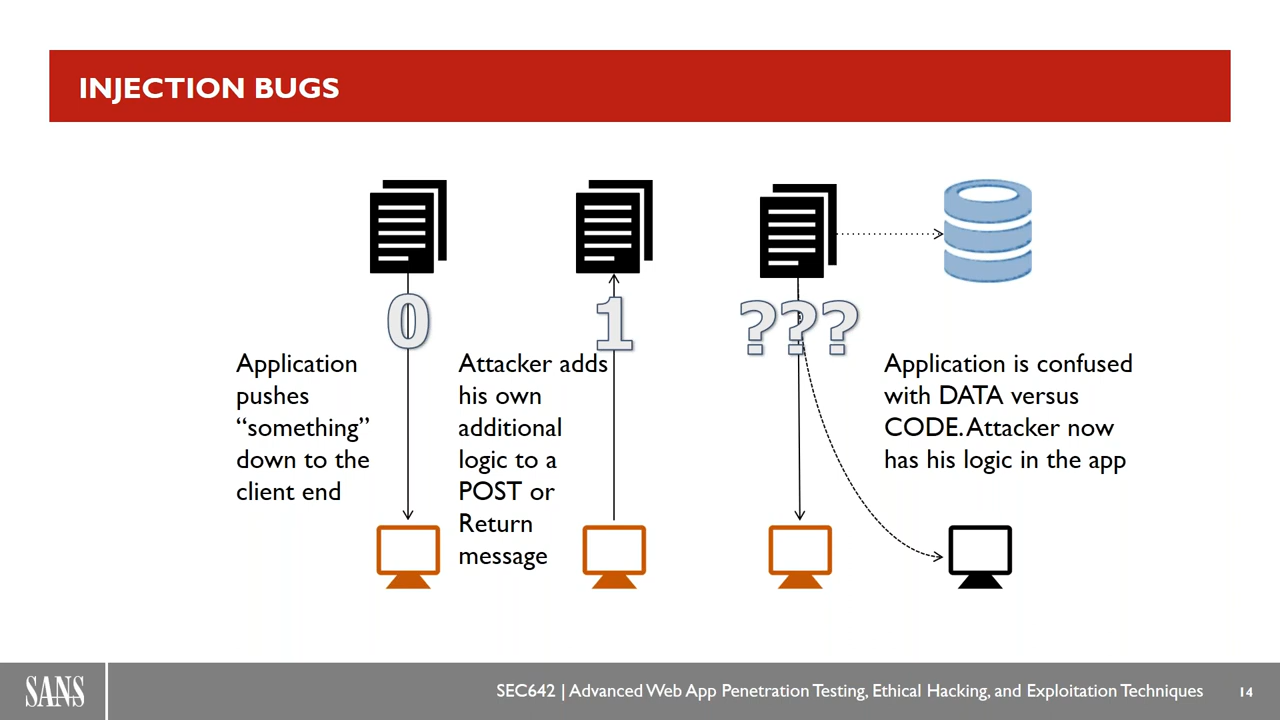 INJECTION BUGS
0
1
???
Application
pushes
“something”
down to the
client end
Attacker adds
his own
additional
logic to a
POST or
Return
message
Application is confused
with DATA versus
CODE. Attacker now
has his logic in the app
SANS
SEC642 | Advanced Web App Penetration Testing, Ethical Hacking, and Exploitation Techniques
14